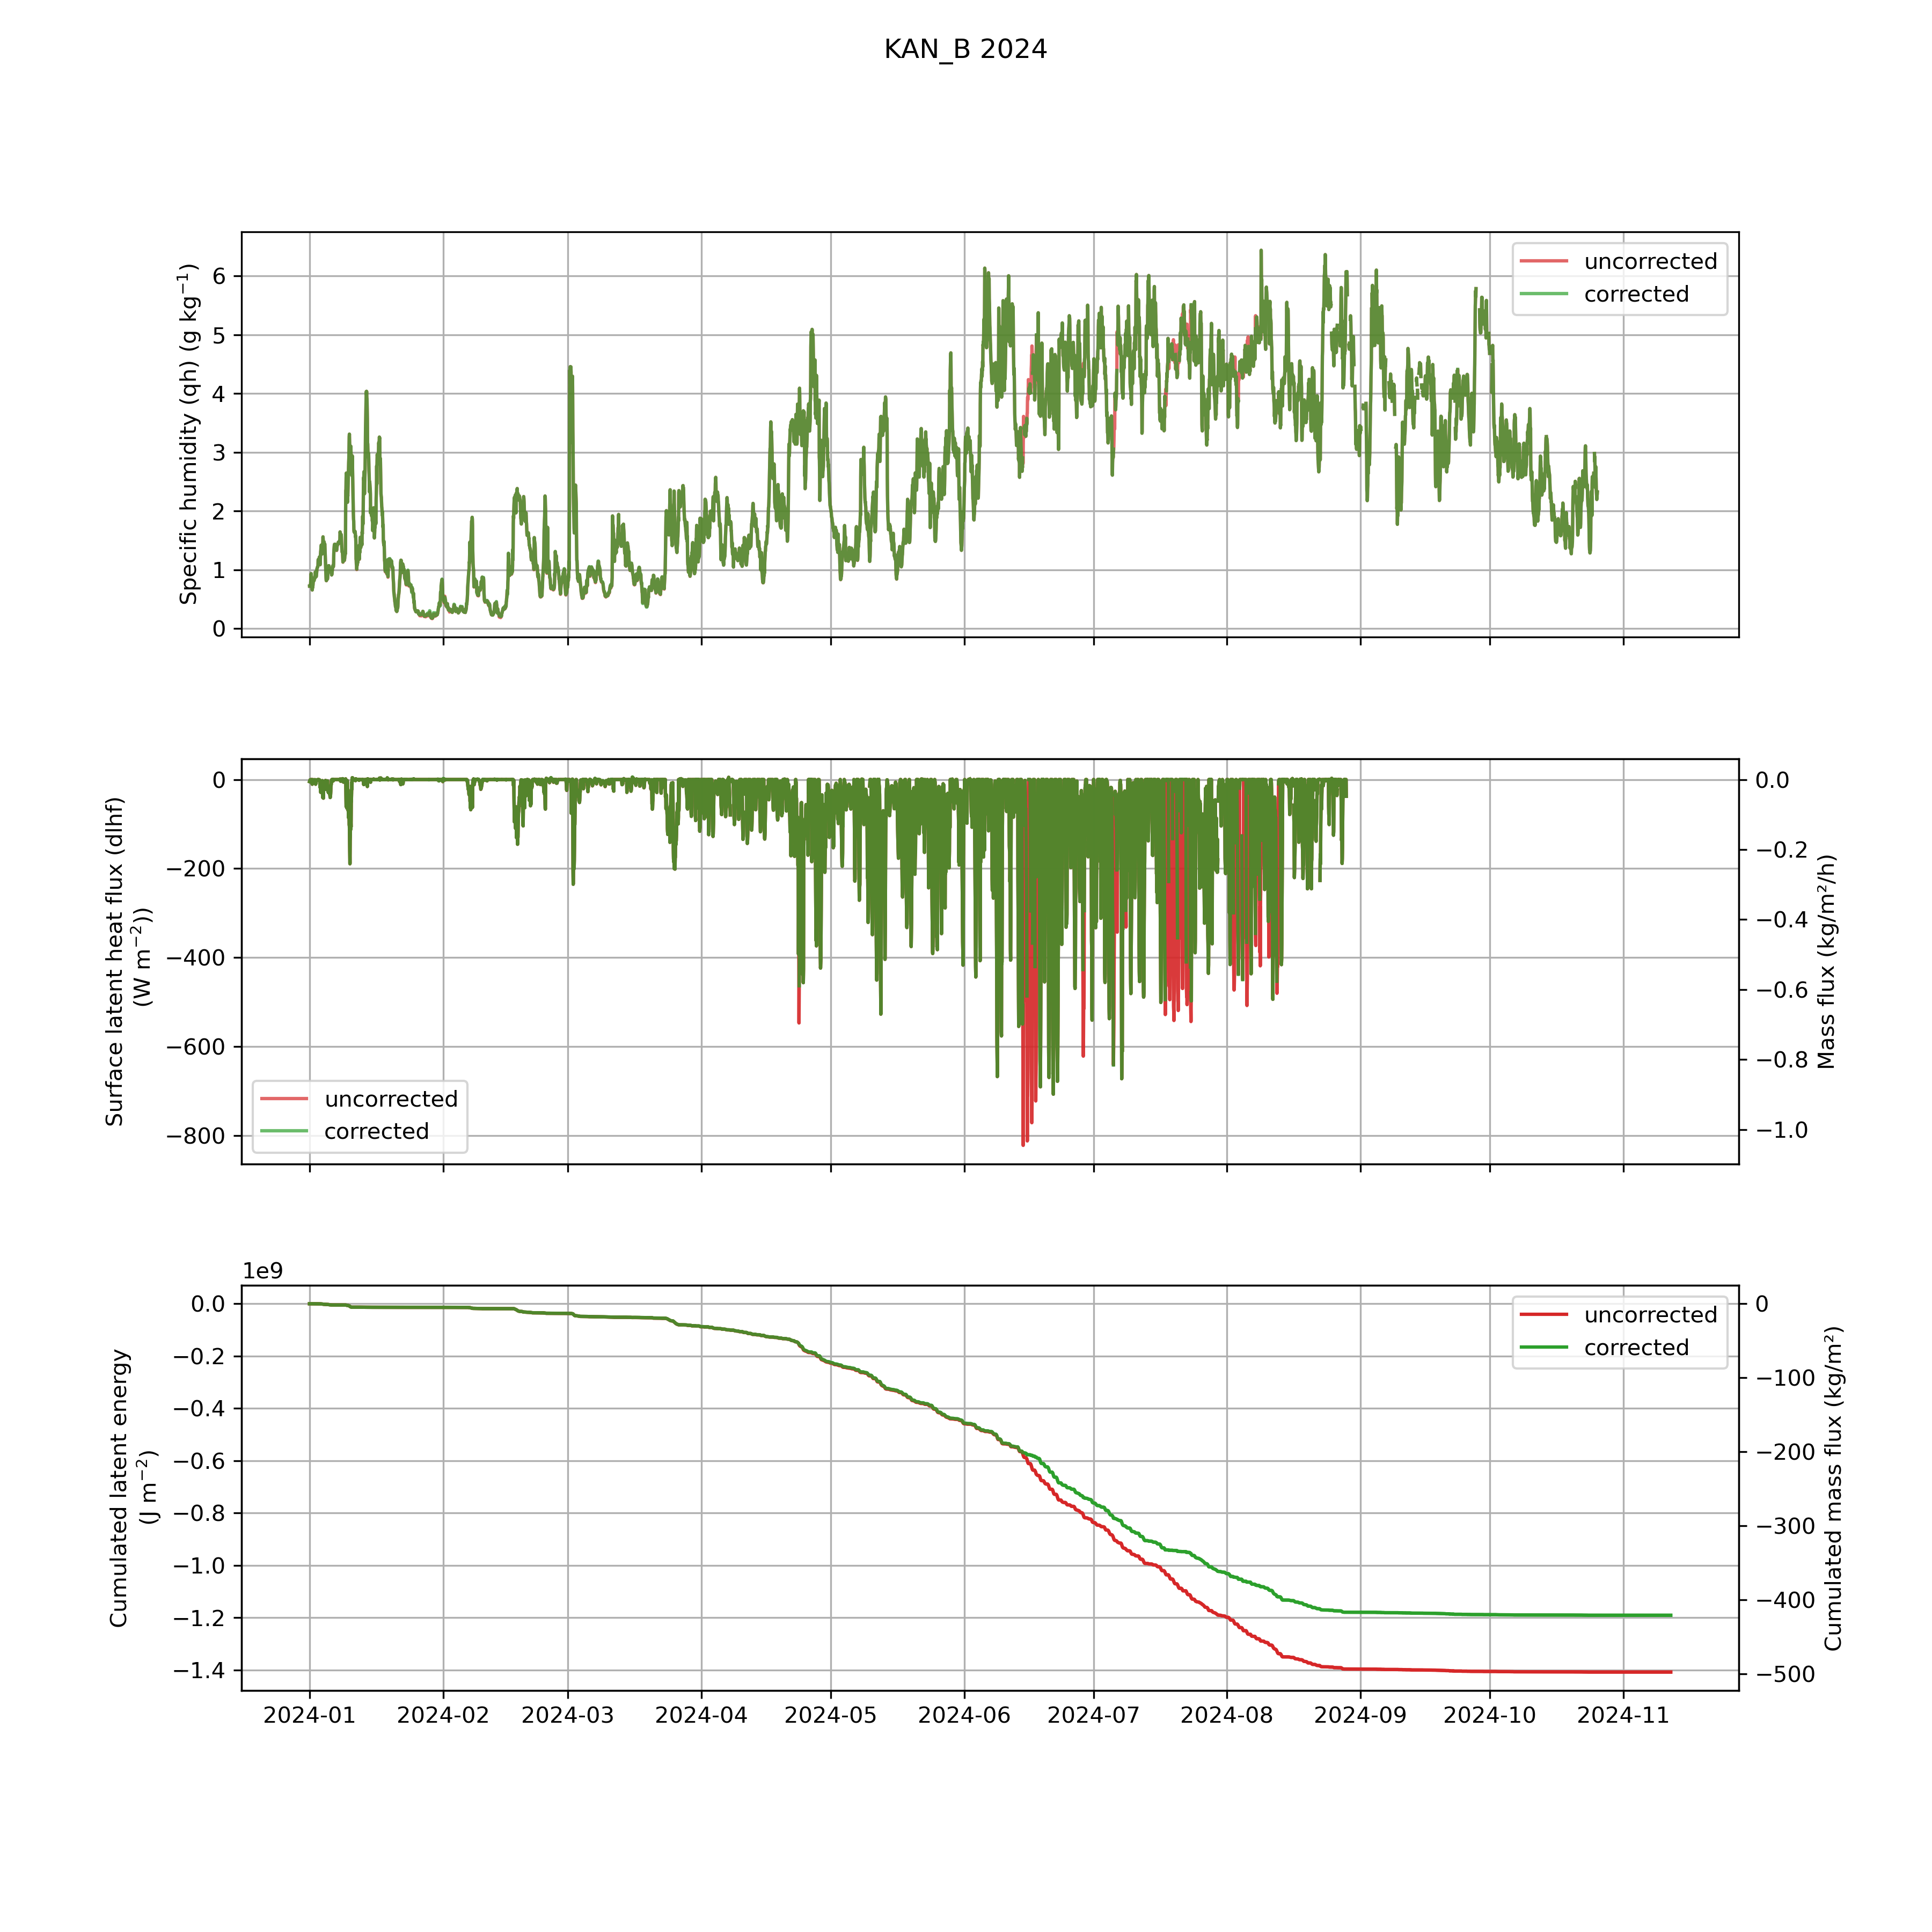 KAN_B 2024
Specific humidity (qh) (g kg⁻¹)
6
5
4
3
2
1
0
uncorrected
corrected
Surface latent heat flux (dlhf)
(W m⁻²))
0
−200
−400
−600
−800
uncorrected
corrected
0.0
−0.2
−0.4
−0.6
−0.8
−1.0
Mass flux (kg/m²/h)
1e9
Cumulated latent energy
(J m⁻²)
0.0
−0.2
−0.4
−0.6
−0.8
−1.0
−1.2
−1.4
uncorrected
corrected
0
−100
−200
−300
−400
−500
Cumulated mass flux (kg/m²)
2024-01 2024-02 2024-03 2024-04 2024-05 2024-06 2024-07 2024-08 2024-09 2024-10 2024-11